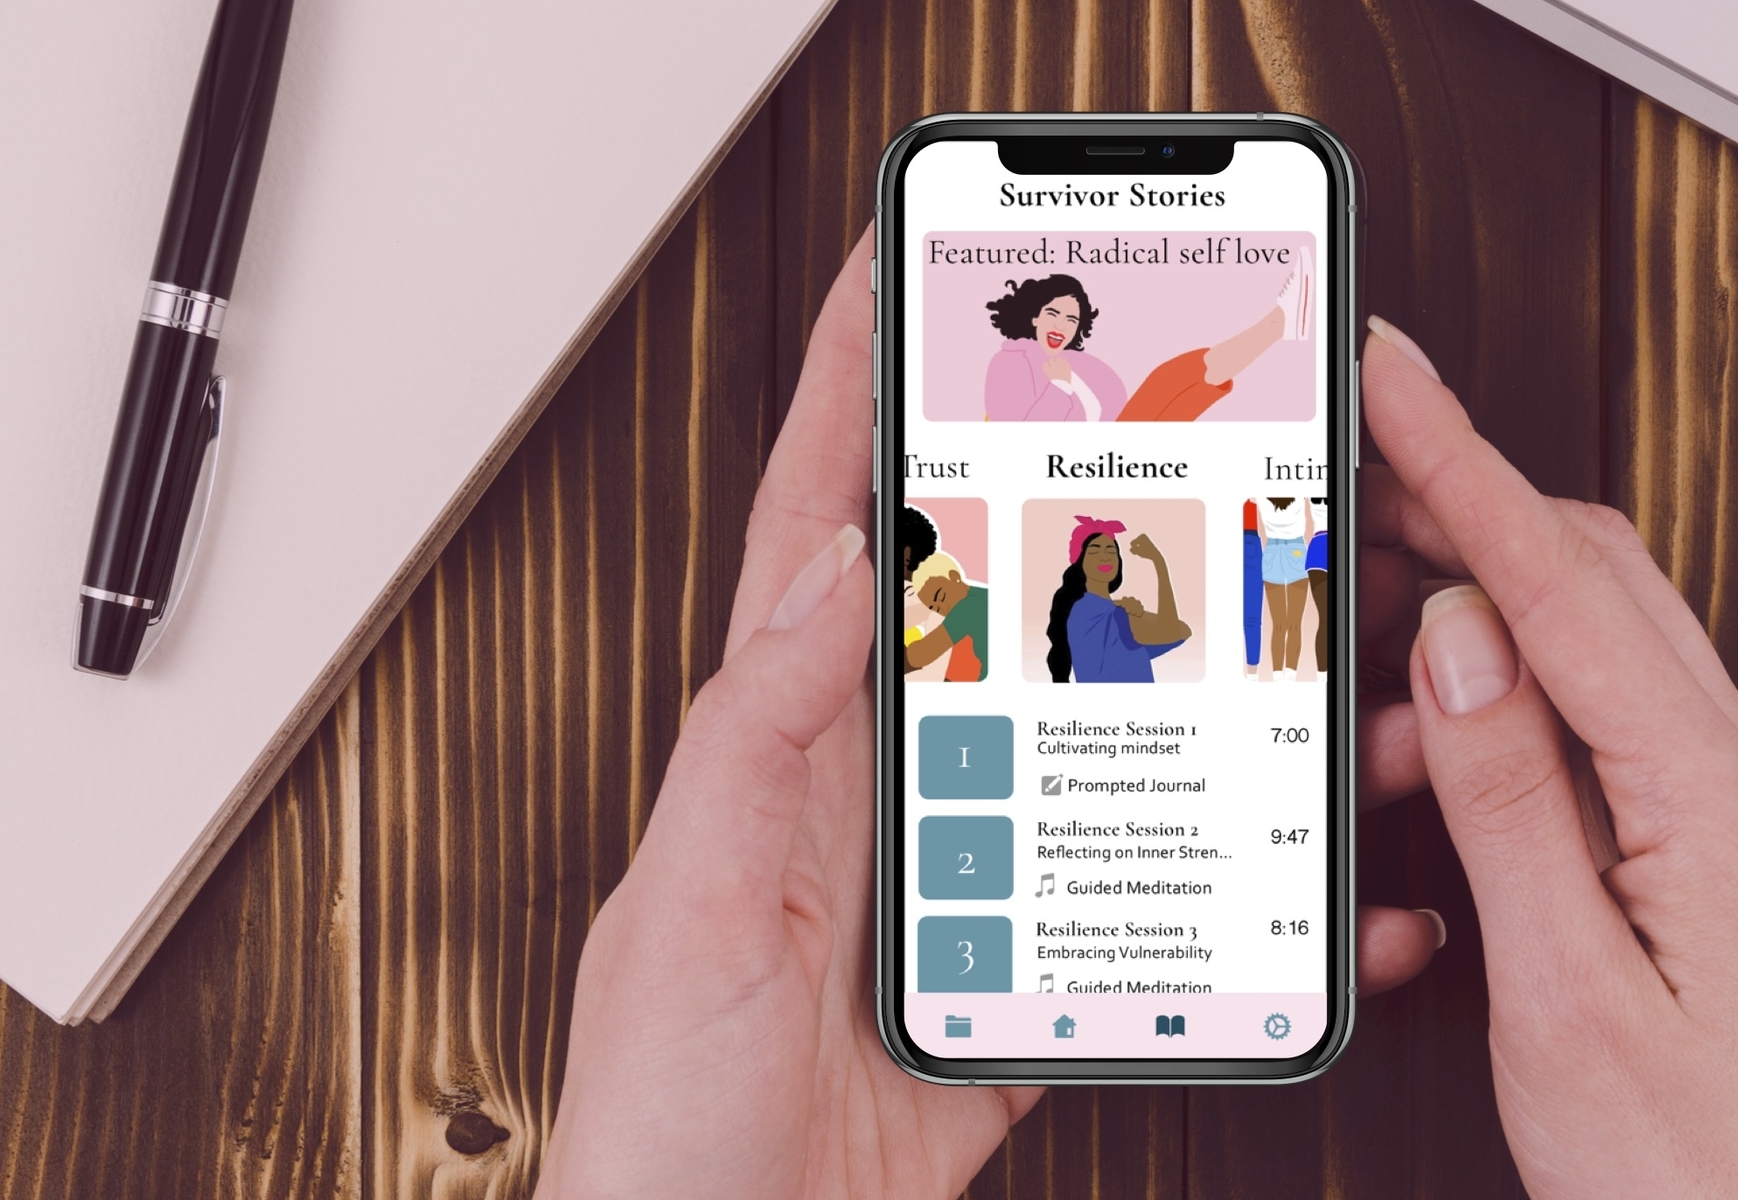 Survivor Stories
Featured: Radical self love
Trust
Resilience
Intin
1
Resilience Session 1
Cultivating mindset
7:00
Prompted Journal
2
Resilience Session 2
Reflecting on Inner Stren...
9:47
Guided Meditation
3
Resilience Session 3
Embracing Vulnerability
8:16
Guided Meditation